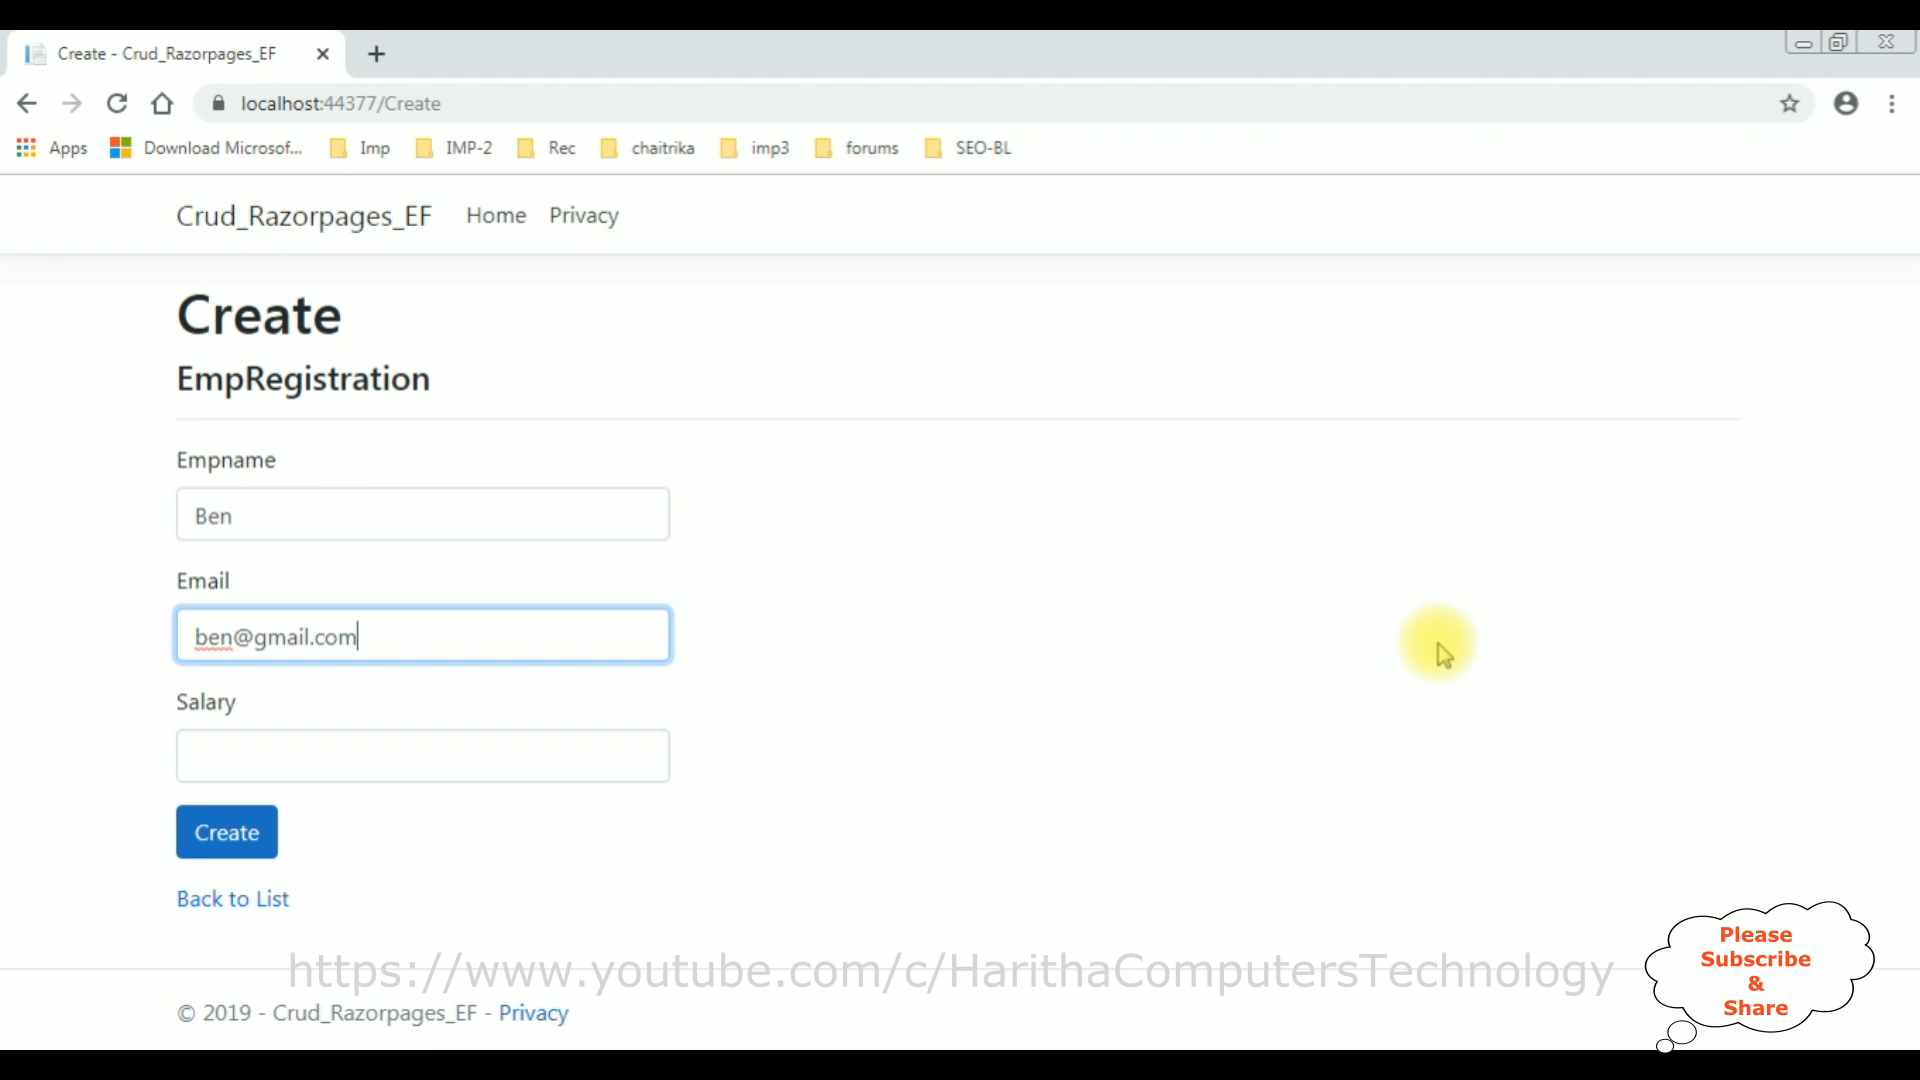 Create - Crud_Razorpages_EF
localhost:44377/Create
Apps Download Microsof... Imp IMP-2 Rec chaitrika imp3 forums SEO-BL
Crud_Razorpages_EF Home Privacy
Create
EmpRegistration
Empname
Ben
Email
ben@gmail.com
Salary
Create
Back to List
https://www.youtube.com/c/HarithaComputersTechnology
© 2019 - Crud_Razorpages_EF - Privacy
Please
Subscribe
&
Share